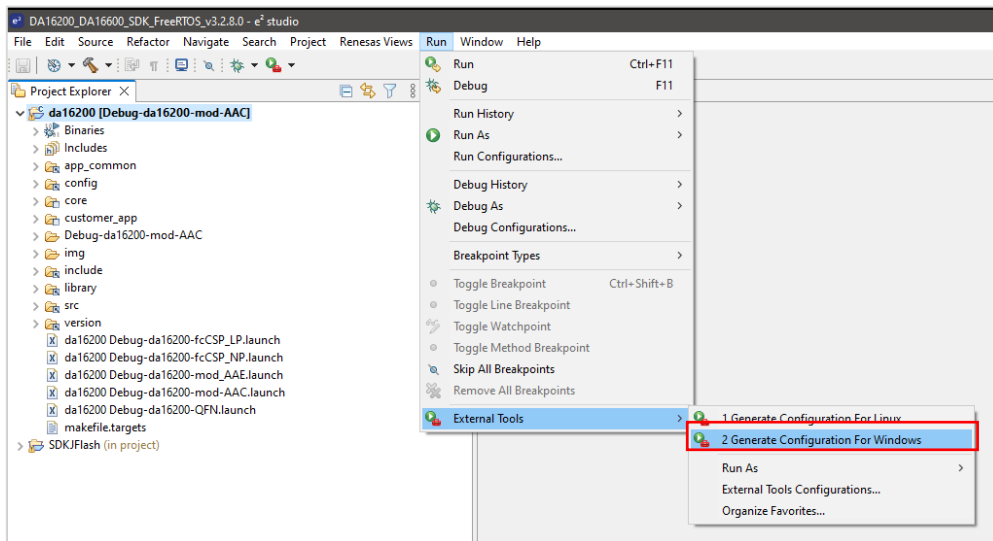 e² DA16200_DA16600_SDK_FreeRTOS_v3.2.8.0 - e² studio
File Edit Source Refactor Navigate Search Project Renesas Views Run Window Help
Project Explorer
da16200 [Debug-da16200-mod-AAC]
Binaries
Includes
app_common
config
core
customer_app
Debug-da16200-mod-AAC
img
include
library
src
version
da16200 Debug-da16200-fcCSP_LP.launch
da16200 Debug-da16200-fcCSP_NP.launch
da16200 Debug-da16200-mod_AAE.launch
da16200 Debug-da16200-mod-AAC.launch
da16200 Debug-da16200-QFN.launch
makefile.targets
SDKJFlash (in project)
Run Ctrl+F11
Debug F11
Run History
Run As
Run Configurations...
Debug History
Debug As
Debug Configurations...
Breakpoint Types
Toggle Breakpoint Ctrl+Shift+B
Toggle Line Breakpoint
Toggle Watchpoint
Toggle Method Breakpoint
Skip All Breakpoints
Remove All Breakpoints
External Tools
1 Generate Configuration For Linux
2 Generate Configuration For Windows
Run As
External Tools Configurations...
Organize Favorites...